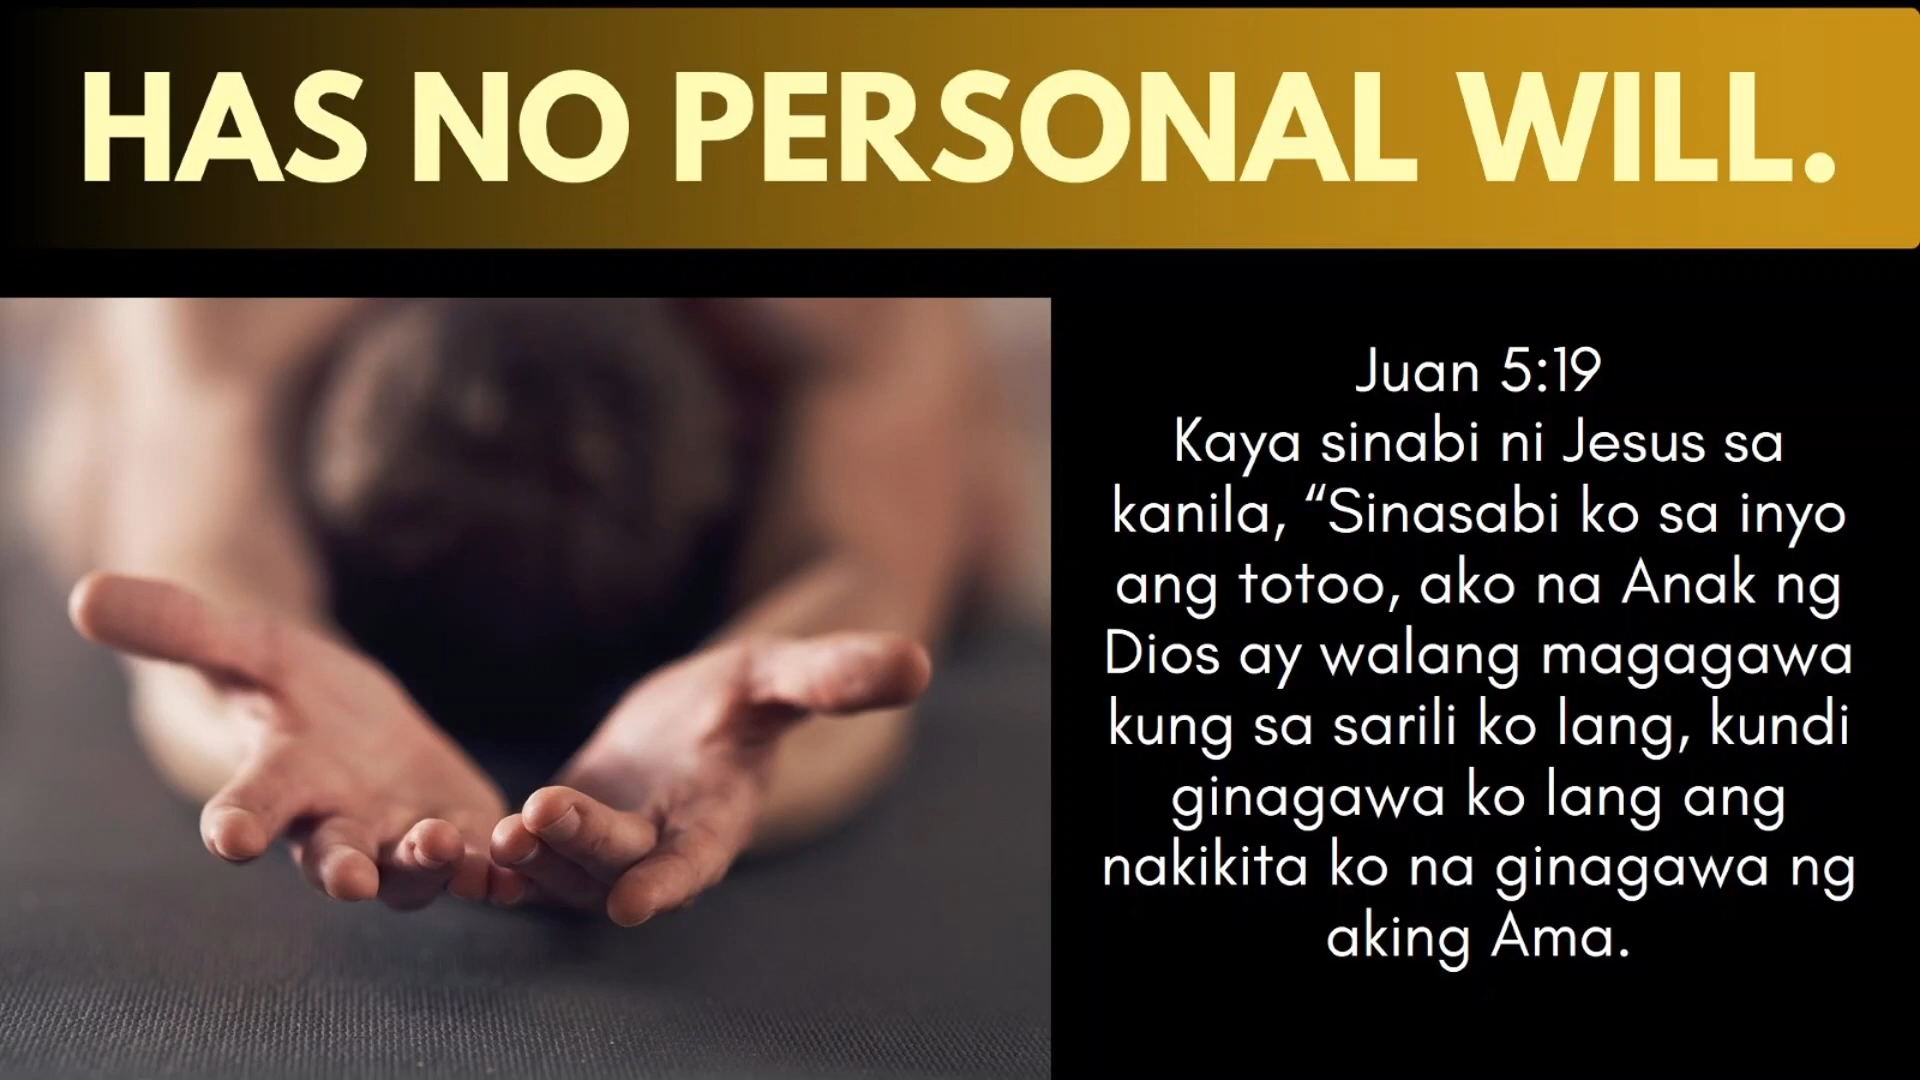 HAS NO PERSONAL WILL.
Juan 5:19
Kaya sinabi ni Jesus sa
kanila, “Sinasabi ko sa inyo
ang totoo, ako na Anak ng
Dios ay walang magagawa
kung sa sarili ko lang, kundi
ginagawa ko lang ang
nakikita ko na ginagawa ng
aking Ama.